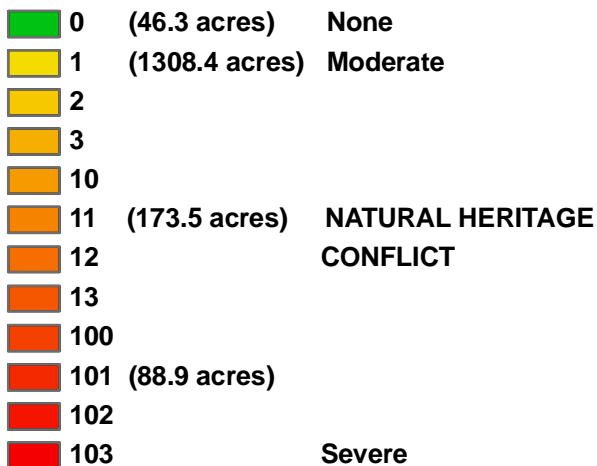 0 (46.3 acres) None
1 (1308.4 acres) Moderate
2
3
10
11 (173.5 acres) NATURAL HERITAGE
12 CONFLICT
13
100
101 (88.9 acres)
102
103 Severe